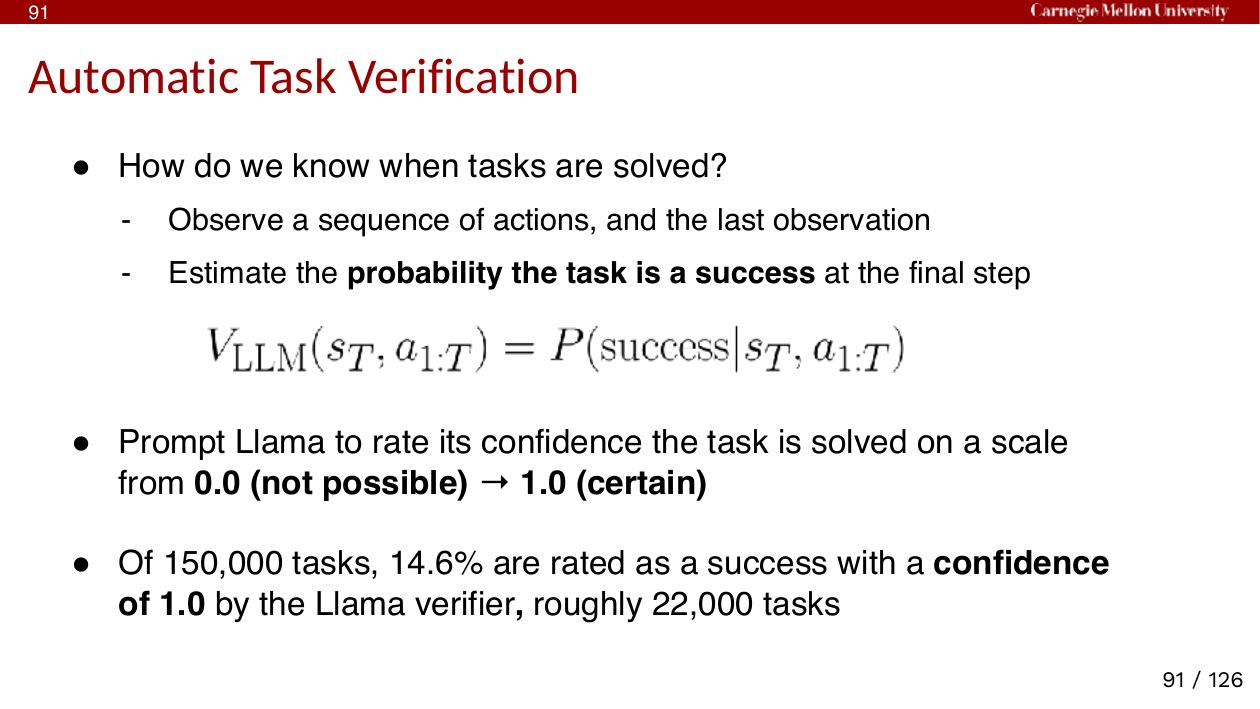 91
Carnegie Mellon University
Automatic Task Verification
● How do we know when tasks are solved?
- Observe a sequence of actions, and the last observation
- Estimate the probability the task is a success at the final step
V_LLM(s_T, a_{1:T}) = P(success|s_T, a_{1:T})
● Prompt Llama to rate its confidence the task is solved on a scale
from 0.0 (not possible) → 1.0 (certain)
● Of 150,000 tasks, 14.6% are rated as a success with a confidence
of 1.0 by the Llama verifier, roughly 22,000 tasks
91 / 126